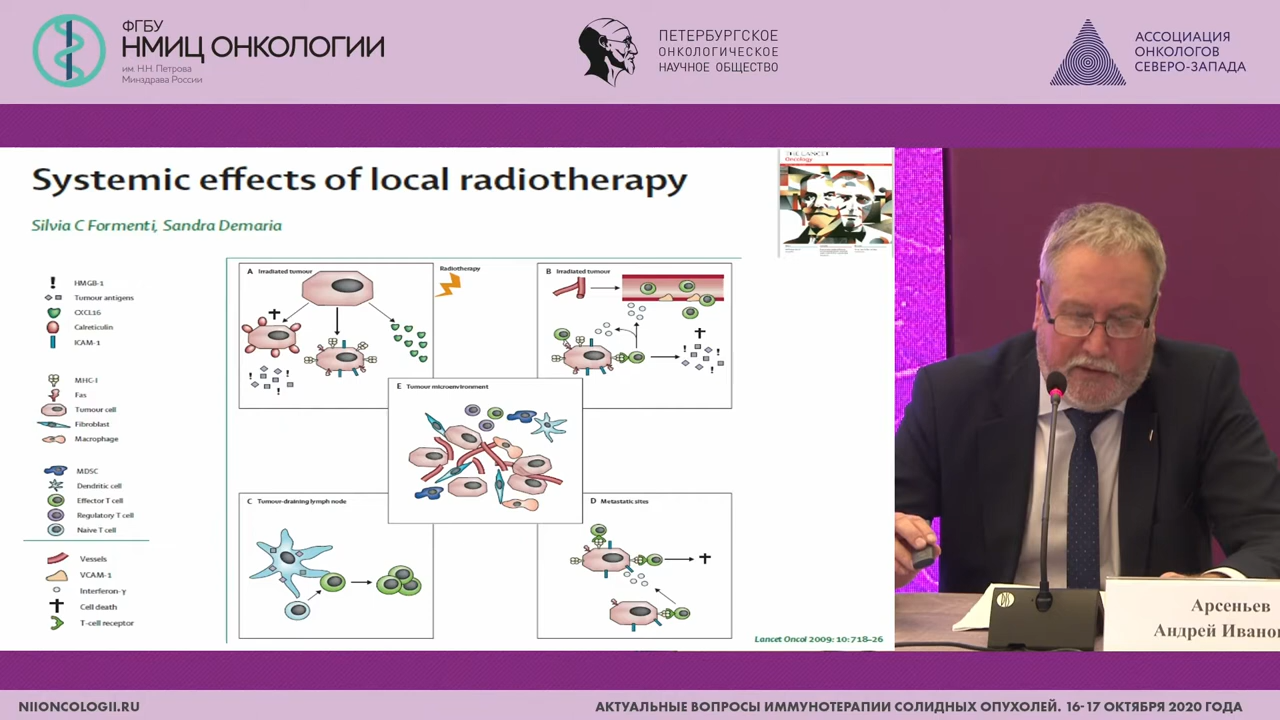 ФГБУ
НМИЦ ОНКОЛОГИИ
им. Н.Н. Петрова
Минздрава России
ПЕТЕРБУРГСКОЕ
ОНКОЛОГИЧЕСКОЕ
НАУЧНОЕ ОБЩЕСТВО
АССОЦИАЦИЯ
ОНКОЛОГОВ
СЕВЕРО-ЗАПАДА
Systemic effects of local radiotherapy
Silvia C Formenti, Sandra Demaria
THE LANCET
Oncology
HMGB-1
Tumour antigens
CXCL16
Calreticulin
ICAM-1
MHC-I
Fas
Tumour cell
Fibroblast
Macrophage
MDSC
Dendritic cell
Effector T cell
Regulatory T cell
Naive T cell
Vessels
VCAM-1
Interferon-γ
Cell death
T-cell receptor
A Irradiated tumour
Radiotherapy
B Irradiated tumour
E Tumour microenvironment
C Tumour-draining lymph node
D Metastatic sites
Lancet Oncol 2009; 10: 718–26
Арсеньев
Андрей Ивано
NIIONCOLOGII.RU
АКТУАЛЬНЫЕ ВОПРОСЫ ИММУНОТЕРАПИИ СОЛИДНЫХ ОПУХОЛЕЙ. 16-17 ОКТЯБРЯ 2020 ГОДА